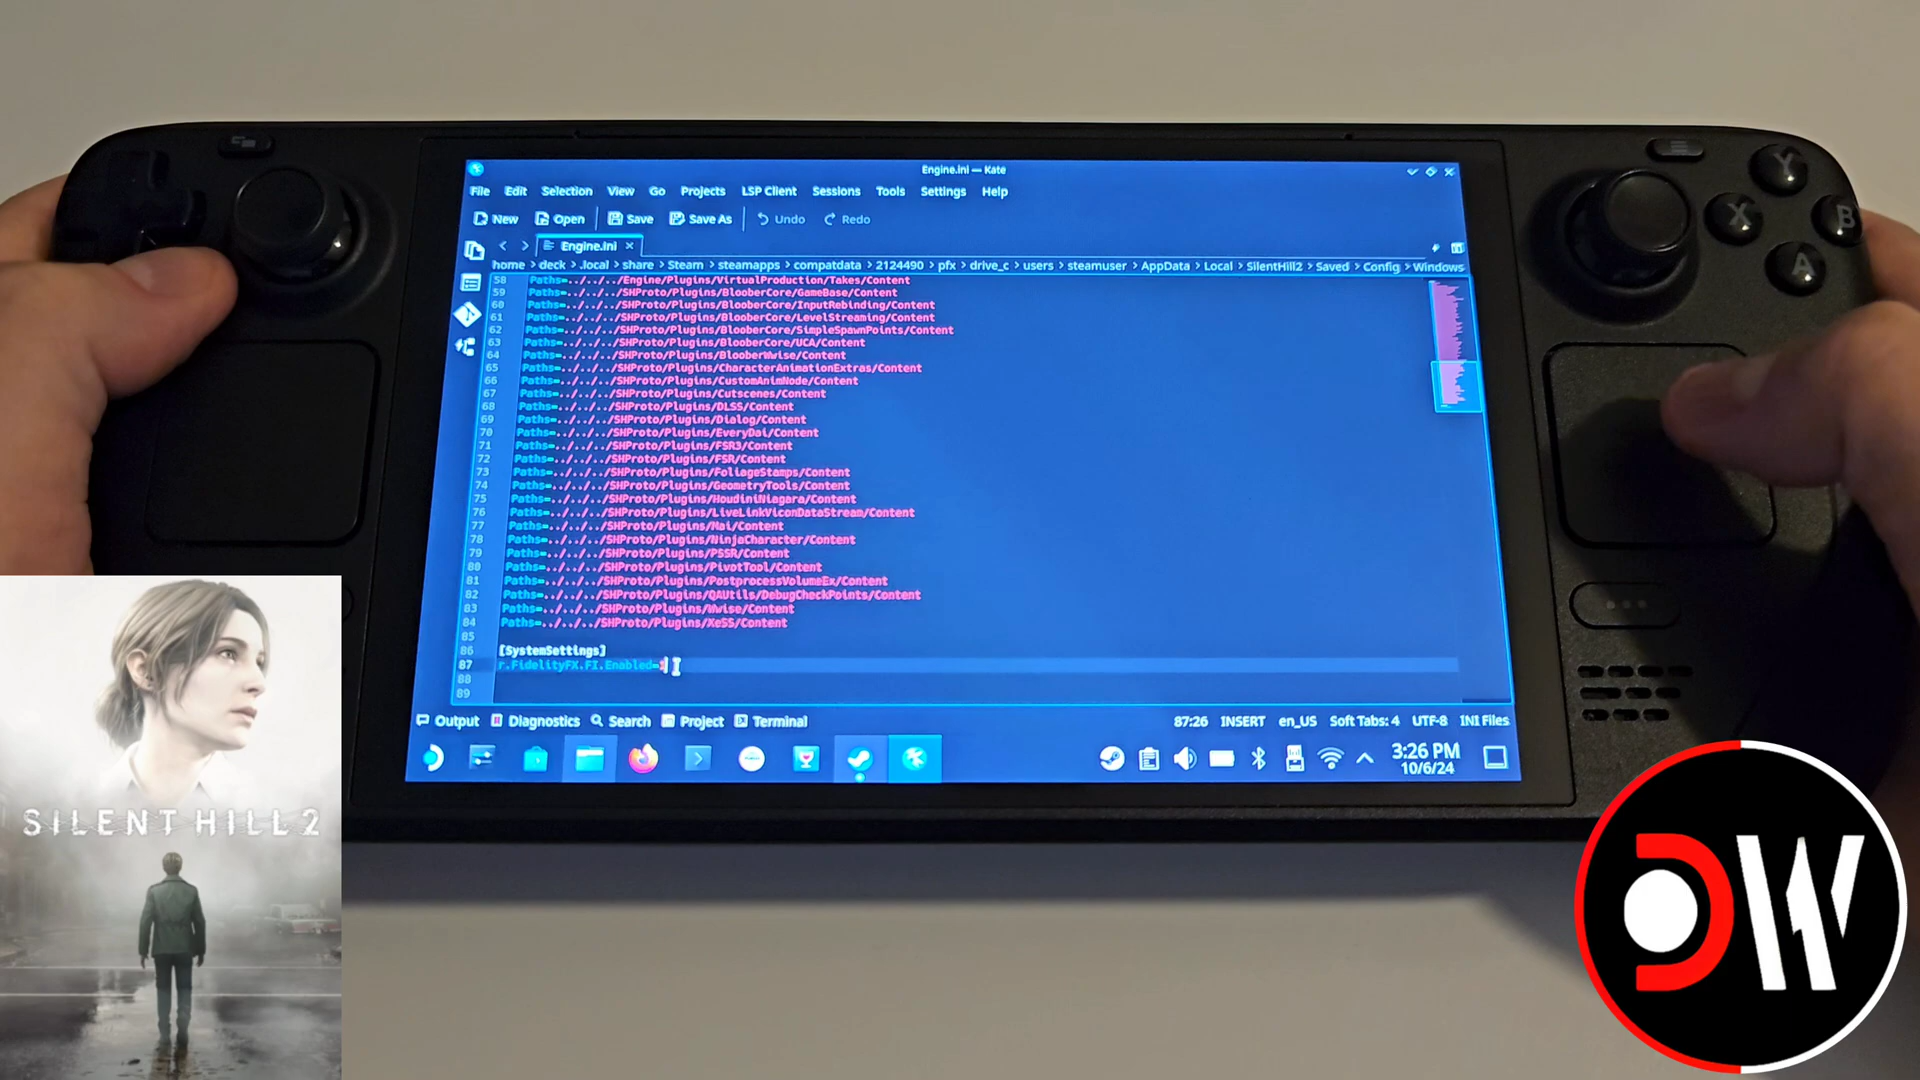 Engine.ini — Kate
File Edit Selection View Go Projects LSP Client Sessions Tools Settings Help
New Open Save Save As Undo Redo
Engine.ini
home > deck > .local > share > Steam > steamapps > compatdata > 2124490 > pfx > drive_c > users > steamuser > AppData > Local > SilentHill2 > Saved > Config > Windows
58 Paths=../../../Engine/Plugins/VirtualProduction/Takes/Content
59 Paths=../../../SHProto/Plugins/BlooberCore/GameBase/Content
60 Paths=../../../SHProto/Plugins/BlooberCore/InputRebinding/Content
61 Paths=../../../SHProto/Plugins/BlooberCore/LevelStreaming/Content
62 Paths=../../../SHProto/Plugins/BlooberCore/SimpleSpawnPoints/Content
63 Paths=../../../SHProto/Plugins/BlooberCore/UCA/Content
64 Paths=../../../SHProto/Plugins/BlooberWwise/Content
65 Paths=../../../SHProto/Plugins/CharacterAnimationExtras/Content
66 Paths=../../../SHProto/Plugins/CustomAnimNode/Content
67 Paths=../../../SHProto/Plugins/Cutscenes/Content
68 Paths=../../../SHProto/Plugins/DLSS/Content
69 Paths=../../../SHProto/Plugins/Dialog/Content
70 Paths=../../../SHProto/Plugins/EveryDai/Content
71 Paths=../../../SHProto/Plugins/FSR3/Content
72 Paths=../../../SHProto/Plugins/FSR/Content
73 Paths=../../../SHProto/Plugins/FoliageStamps/Content
74 Paths=../../../SHProto/Plugins/GeometryTools/Content
75 Paths=../../../SHProto/Plugins/HoudiniNiagara/Content
76 Paths=../../../SHProto/Plugins/LiveLinkViconDataStream/Content
77 Paths=../../../SHProto/Plugins/Nai/Content
78 Paths=../../../SHProto/Plugins/NinjaCharacter/Content
79 Paths=../../../SHProto/Plugins/PSSR/Content
80 Paths=../../../SHProto/Plugins/PivotTool/Content
81 Paths=../../../SHProto/Plugins/PostprocessVolumeEx/Content
82 Paths=../../../SHProto/Plugins/QAUtils/DebugCheckPoints/Content
83 Paths=../../../SHProto/Plugins/Wwise/Content
84 Paths=../../../SHProto/Plugins/XeSS/Content
85
86 [SystemSettings]
87 r.FidelityFX.FI.Enabled=
88
89
Output Diagnostics Search Project Terminal 87:26 INSERT en_US Soft Tabs: 4 UTF-8 INI Files
3:26 PM
10/6/24
Y
X
B
A
SILENT HILL 2
DW